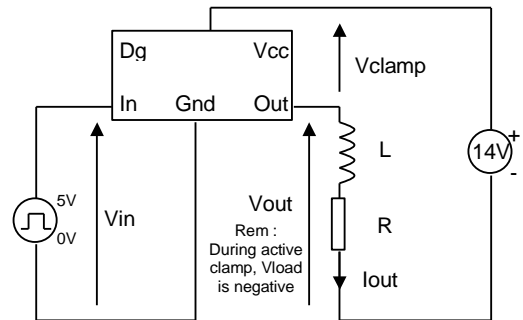 Dg Vcc
In Gnd Out
Vclamp
14V
+
-
5V
0V
Vin
Vout
Rem :
During active
clamp, Vload
is negative
L
R
Iout